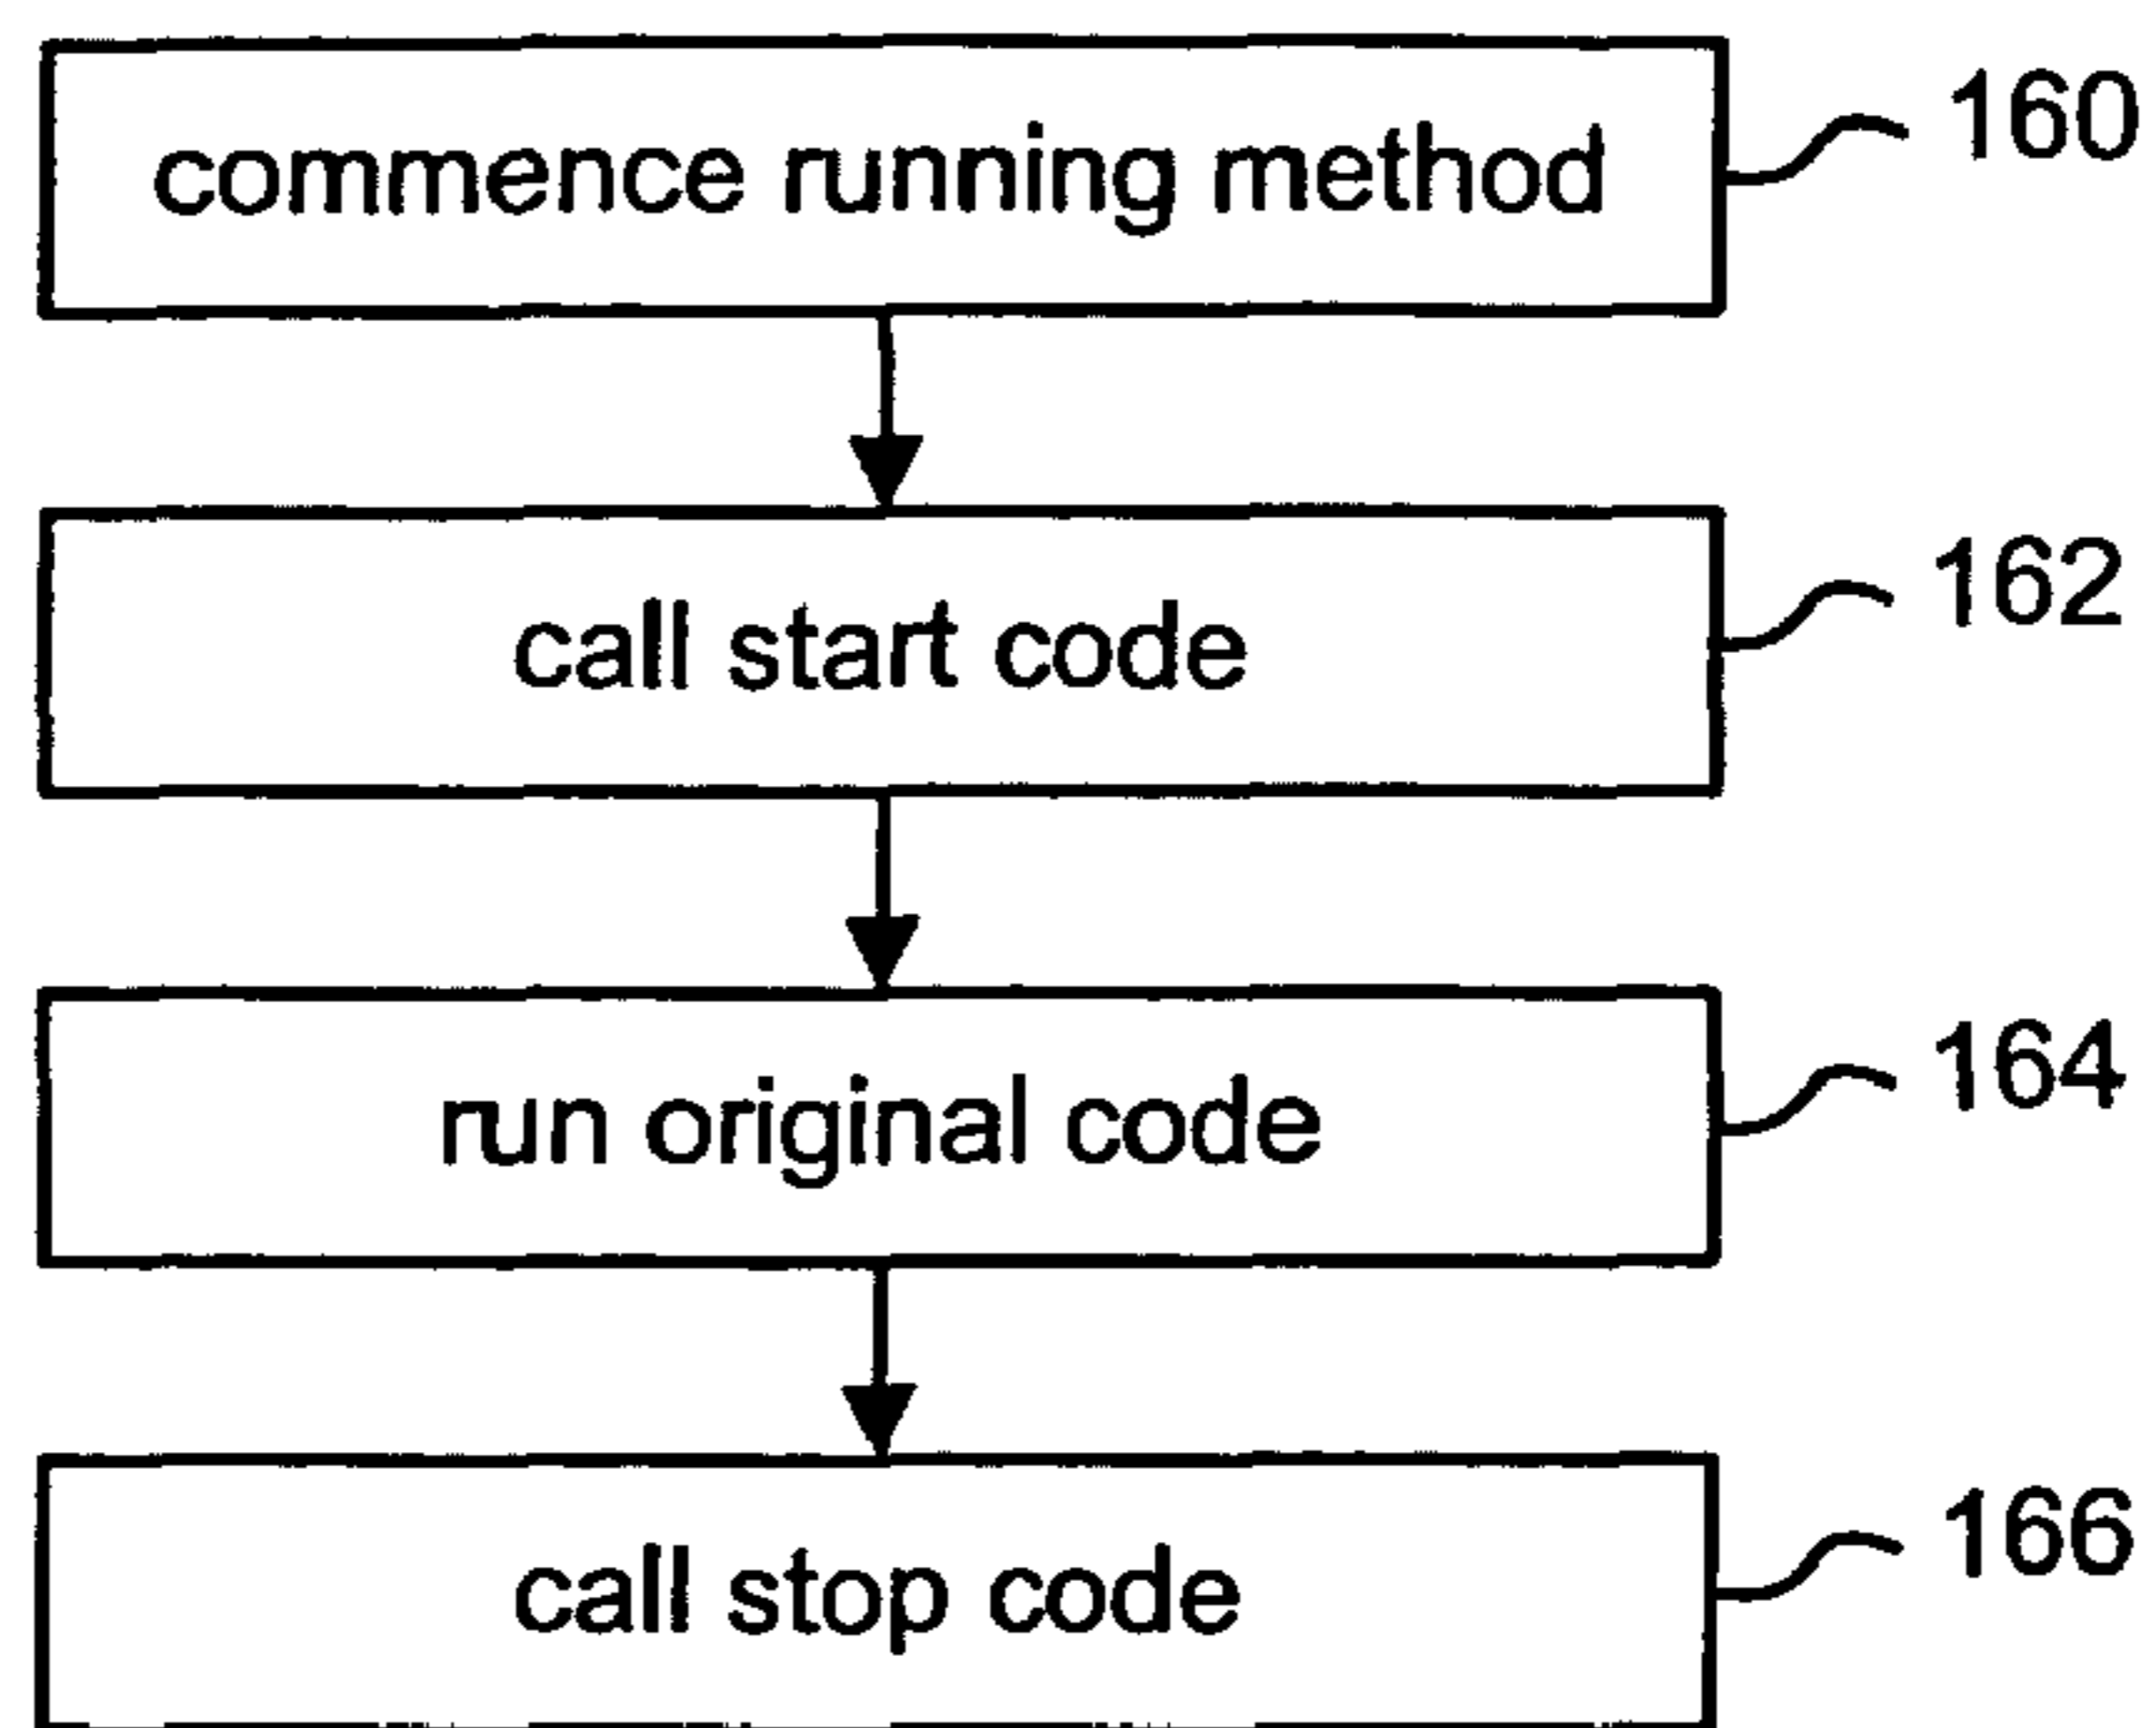 commence running method 160
call start code 162
run original code 164
call stop code 166